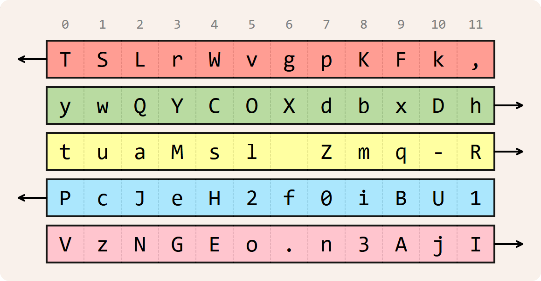 0 1 2 3 4 5 6 7 8 9 10 11
T S L r W v g p K F k ,
y w Q Y C O X d b x D h
t u a M s l   Z m q - R
P c J e H 2 f 0 i B U 1
V z N G E o . n 3 A j I